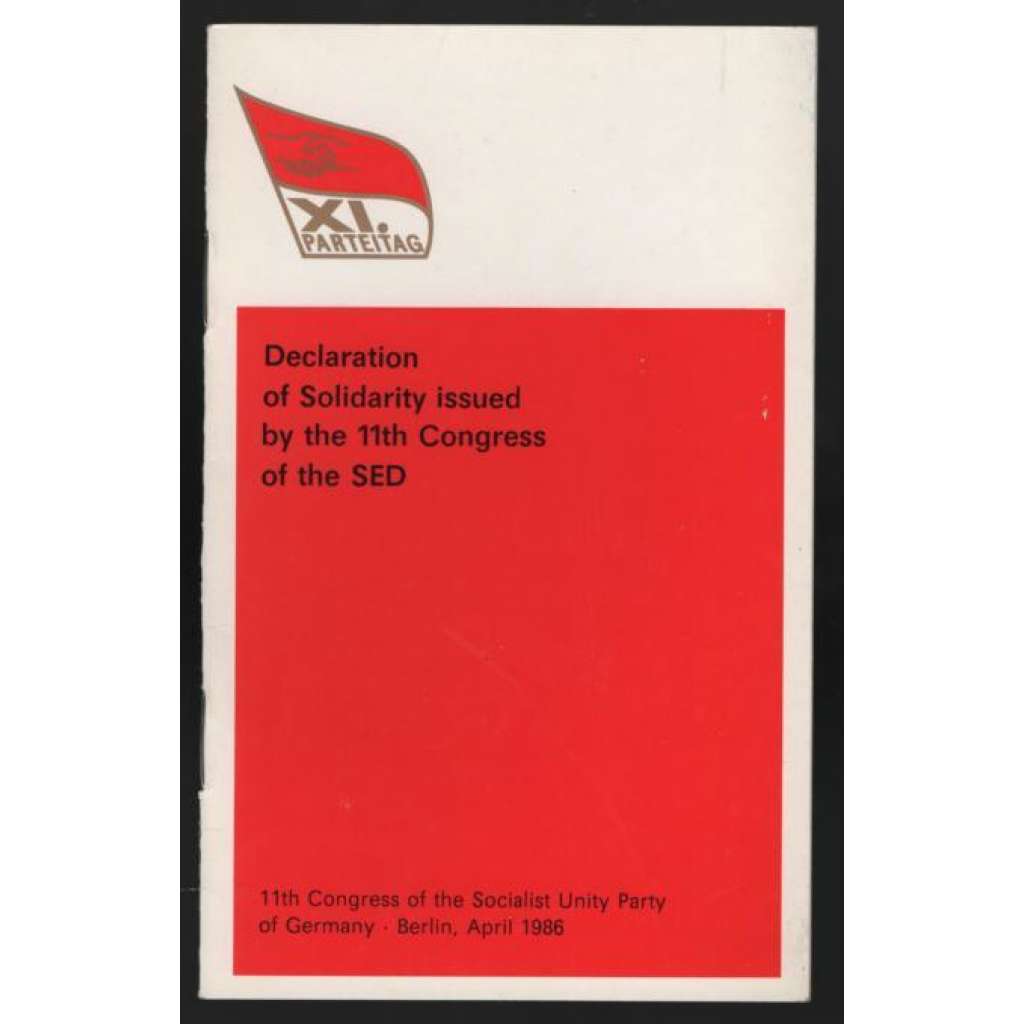 XI.
PARTEITAG
Declaration
of Solidarity issued
by the 11th Congress
of the SED
11th Congress of the Socialist Unity Party
of Germany · Berlin, April 1986